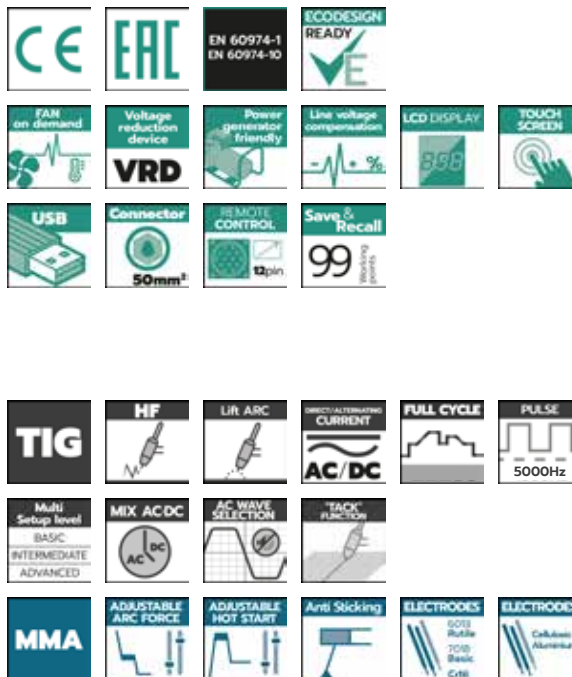 CE
EAC
EN 60974-1
EN 60974-10
ECODESIGN
READY
E
FAN
on demand
Voltage
reduction
device
VRD
Power
generator
friendly
Line voltage
compensation
- %
LCD DISPLAY
888
TOUCH
SCREEN
USB
Connector
50mm²
REMOTE
CONTROL
12pin
Save &
Recall
99
Working
points
TIG
HF
Lift ARC
DIRECT/ALTERNATING
CURRENT
AC/DC
FULL CYCLE
PULSE
5000Hz
Multi
Setup level
BASIC
INTERMEDIATE
ADVANCED
MIX AC DC
AC
DC
AC WAVE
SELECTION
"TACK"
FUNCTION
MMA
ADJUSTABLE
ARC FORCE
ADJUSTABLE
HOT START
Anti Sticking
ELECTRODES
6013
Rutile
7018
Basic
CrNi
ELECTRODES
Cellulosic
Aluminium